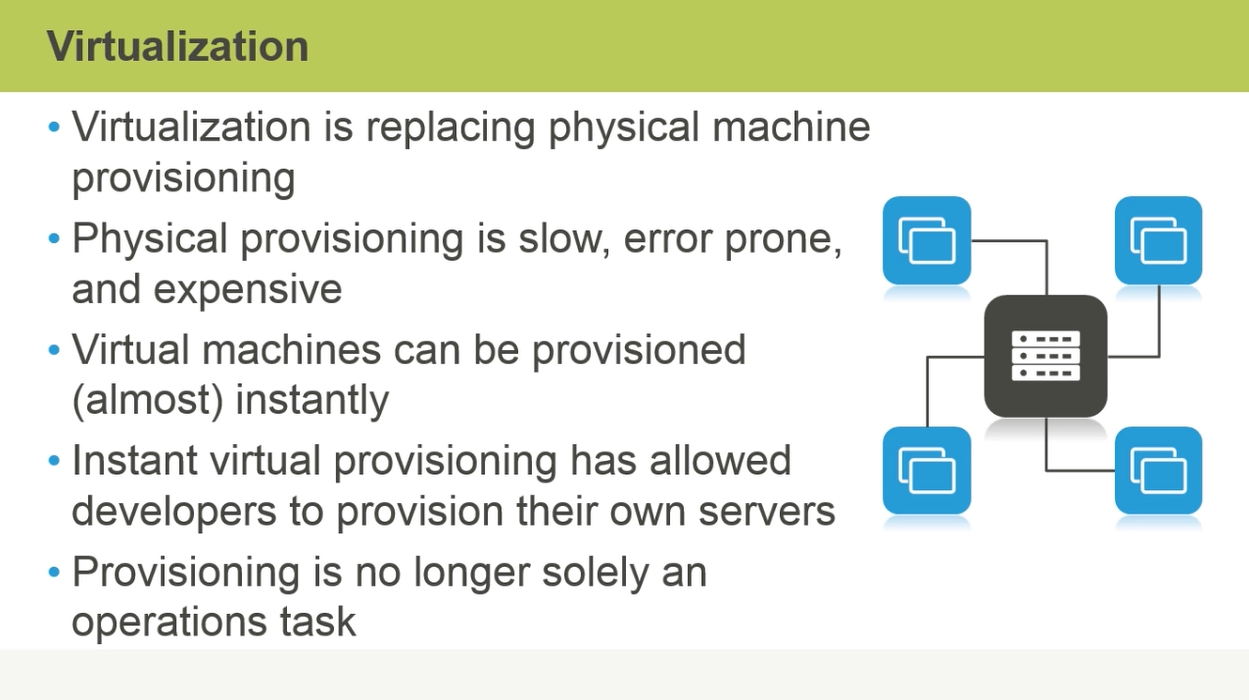 Virtualization
• Virtualization is replacing physical machine
provisioning
• Physical provisioning is slow, error prone,
and expensive
• Virtual machines can be provisioned
(almost) instantly
• Instant virtual provisioning has allowed
developers to provision their own servers
• Provisioning is no longer solely an
operations task